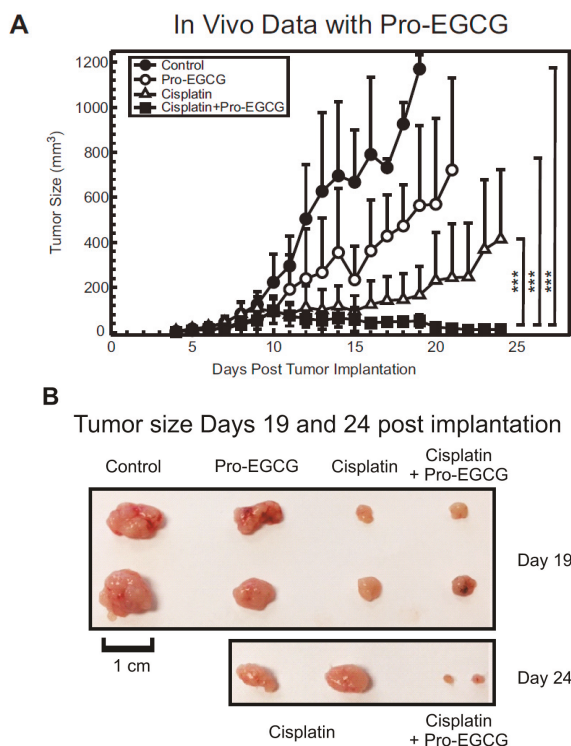 A
In Vivo Data with Pro-EGCG
Control
Pro-EGCG
Cisplatin
Cisplatin+Pro-EGCG
Tumor Size (mm³)
1200
1000
800
600
400
200
0
0 5 10 15 20 25
Days Post Tumor Implantation
***
***
***
B
Tumor size Days 19 and 24 post implantation
Control Pro-EGCG Cisplatin Cisplatin
+ Pro-EGCG
Day 19
1 cm
Day 24
Cisplatin Cisplatin
+ Pro-EGCG